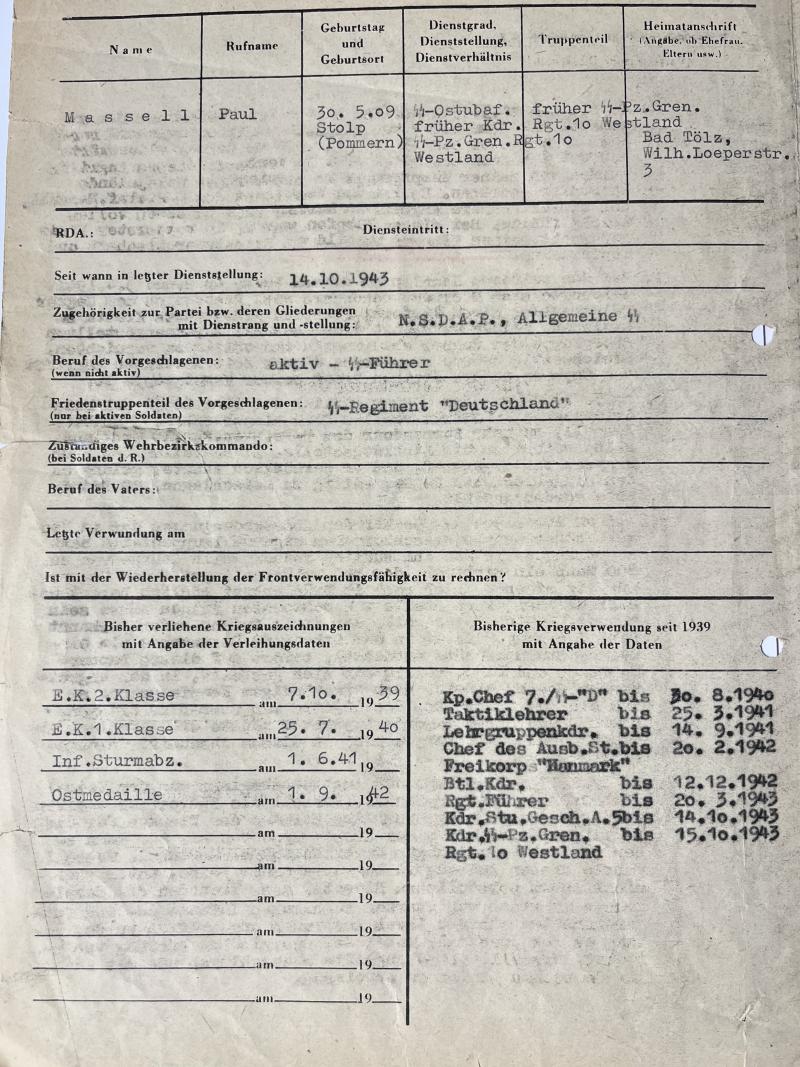 Name
Rufname
Geburtstag
und
Geburtsort
Dienstgrad,
Dienststellung,
Dienstverhältnis
Truppenteil
Heimatanschrift
(Angabe, ob Ehefrau,
Eltern usw.)
Massell
Paul
30. 5.09
Stolp
(Pommern)
ᛋᛋ-Ostubaf.
früher Kdr.
ᛋᛋ-Pz.Gren.Rgt.10
Westland
früher ᛋᛋ-Pz.Gren.
Rgt.10 Westland
Bad Tölz,
Wilh.Loeperstr.
3
RDA.: Diensteintritt:
Seit wann in letzter Dienststellung: 14.10.1943
Zugehörigkeit zur Partei bzw. deren Gliederungen
mit Dienstrang und -stellung: N.S.D.A.P., Allgemeine ᛋᛋ
Beruf des Vorgeschlagenen: aktiv - ᛋᛋ-Führer
(wenn nicht aktiv)
Friedenstruppenteil des Vorgeschlagenen: ᛋᛋ-Regiment "Deutschland"
(nur bei aktiven Soldaten)
Zuständiges Wehrbezirkskommando:
(bei Soldaten d. R.)
Beruf des Vaters:
Letzte Verwundung am
Ist mit der Wiederherstellung der Frontverwendungsfähigkeit zu rechnen?
Bisher verliehene Kriegsauszeichnungen
mit Angabe der Verleihungsdaten
E.K.2.Klasse am 7.10. 1939
E.K.1.Klasse am 25. 7. 1940
Inf.Sturmabz. am 1. 6.41 19
Ostmedaille am 1. 9. 1942
am 19
am 19
am 19
am 19
am 19
am 19
Bisherige Kriegsverwendung seit 1939
mit Angabe der Daten
Kp.Chef 7./ᛋᛋ-"D" bis 30. 8.1940
Taktiklehrer bis 25. 3.1941
Lehrgruppenkdr. bis 14. 9.1941
Chef des Ausb.St.bis 20. 2.1942
Freikorps
Btl.Kdr. bis 12.12.1942
Rgt.Führer bis 20. 3.1943
Kdr.Stu.Gesch.A.5bis 14.10.1943
Kdr.ᛋᛋ-Pz.Gren. bis 15.10.1943
Rgt.10 Westland